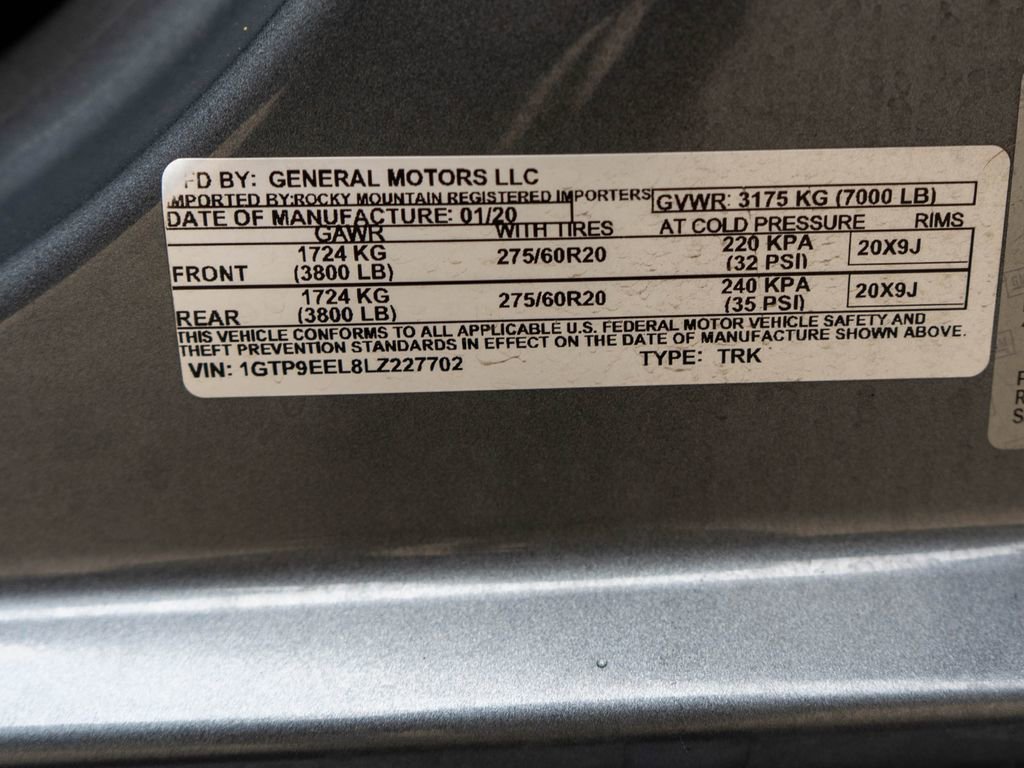 FD BY: GENERAL MOTORS LLC
IMPORTED BY:ROCKY MOUNTAIN REGISTERED IMPORTERS
GVWR: 3175 KG (7000 LB)
DATE OF MANUFACTURE: 01/20
GAWR WITH TIRES AT COLD PRESSURE RIMS
FRONT 1724 KG (3800 LB) 275/60R20 220 KPA (32 PSI) 20X9J
REAR 1724 KG (3800 LB) 275/60R20 240 KPA (35 PSI) 20X9J
THIS VEHICLE CONFORMS TO ALL APPLICABLE U.S. FEDERAL MOTOR VEHICLE SAFETY AND
THEFT PREVENTION STANDARDS IN EFFECT ON THE DATE OF MANUFACTURE SHOWN ABOVE.
VIN: 1GTP9EEL8LZ227702 TYPE: TRK